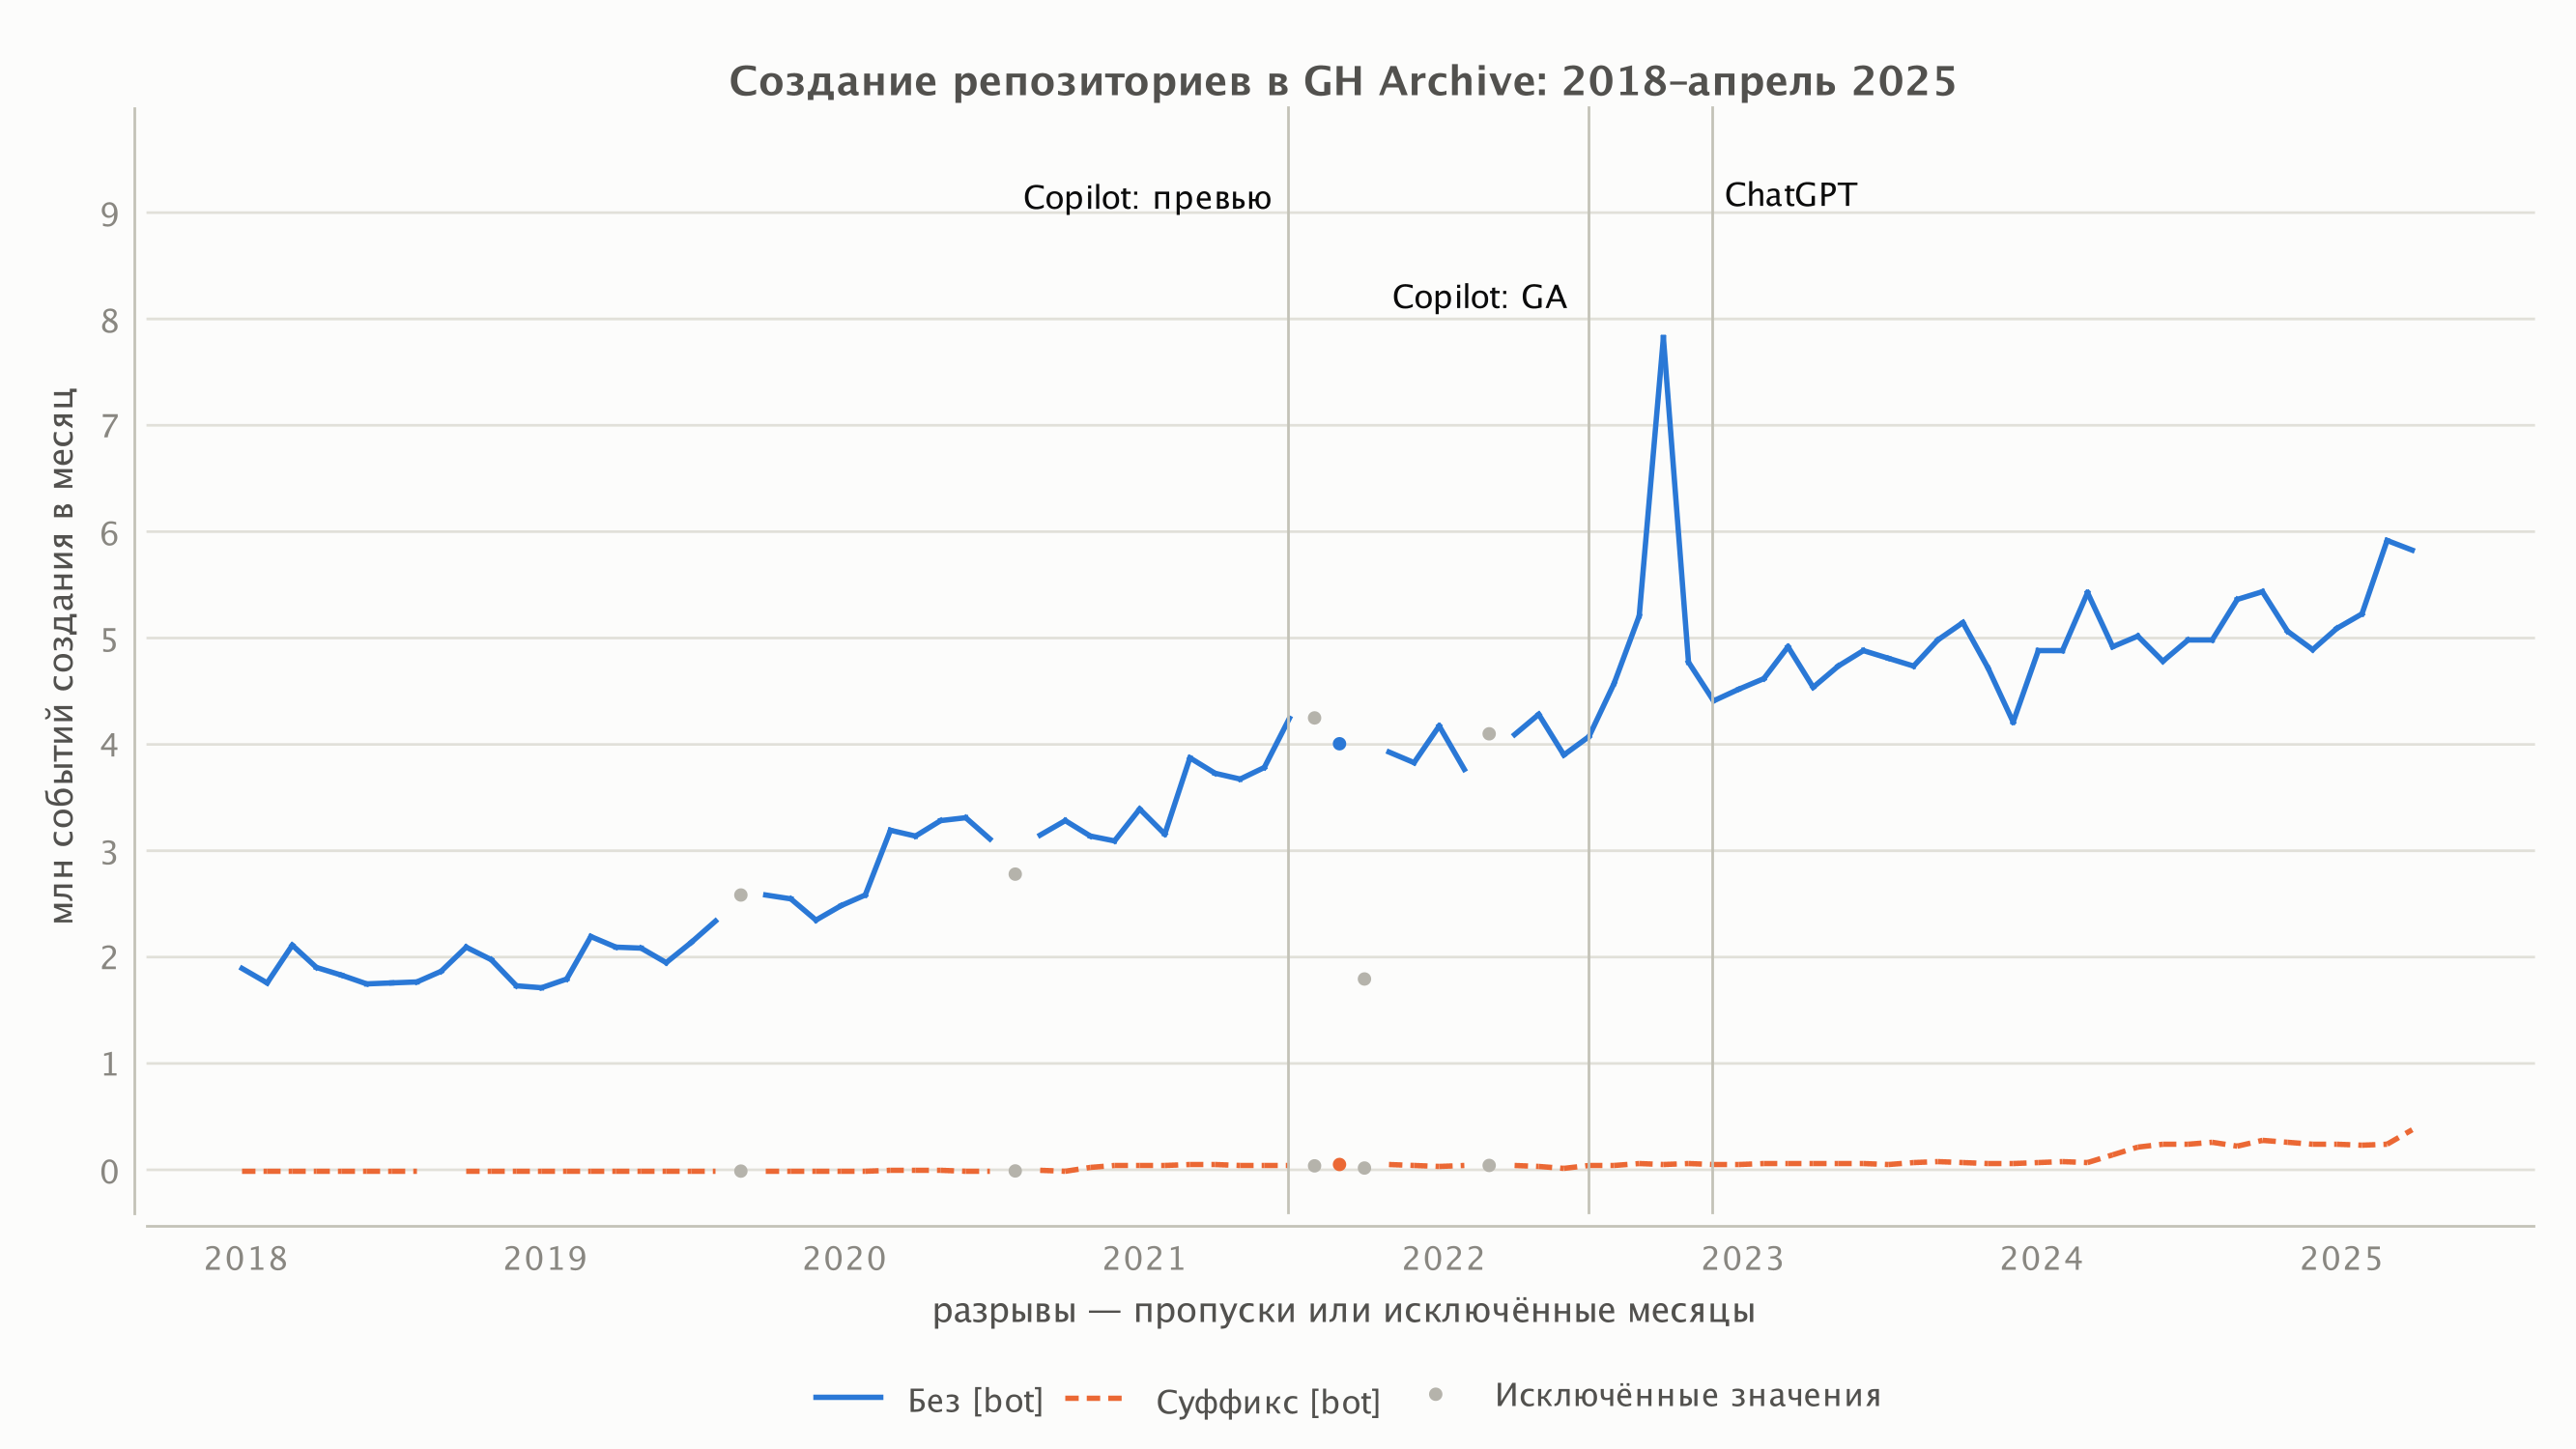 Создание репозиториев в GH Archive: 2018–апрель 2025
Copilot: превью
ChatGPT
Copilot: GA
млн событий создания в месяц
9
8
7
6
5
4
3
2
1
0
2018 2019 2020 2021 2022 2023 2024 2025
разрывы — пропуски или исключённые месяцы
Без [bot] Суффикс [bot] Исключённые значения